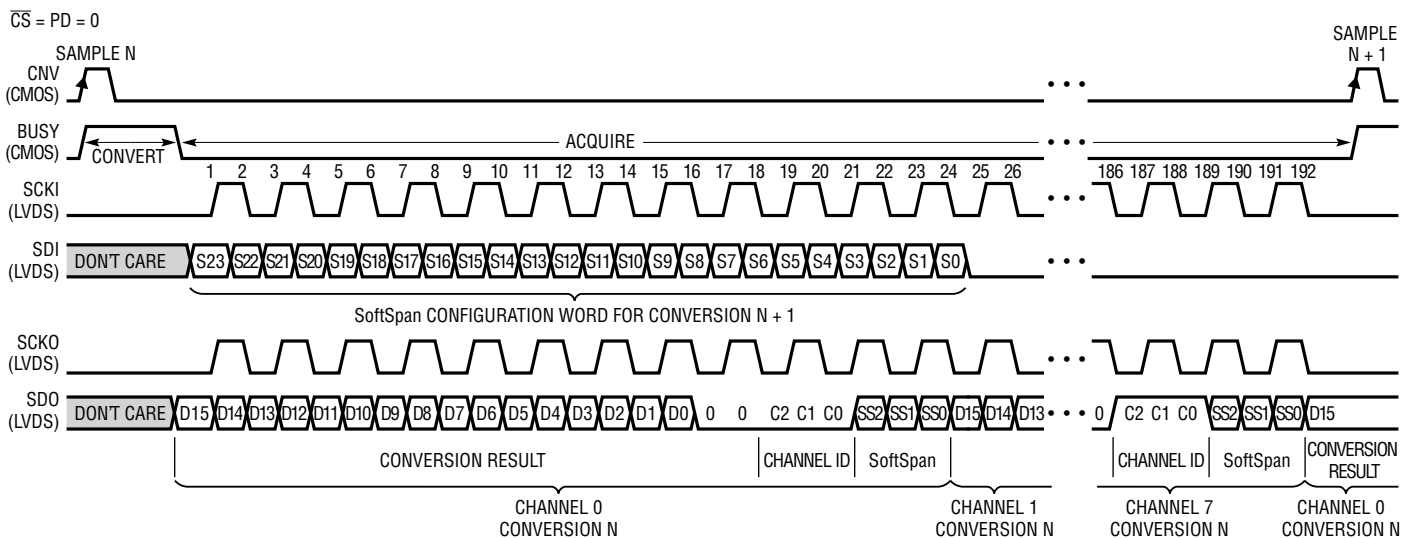 CS = PD = 0
SAMPLE N
SAMPLE
N + 1
CNV
(CMOS)
• • •
BUSY
(CMOS)
CONVERT
ACQUIRE
• • •
1 2 3 4 5 6 7 8 9 10 11 12 13 14 15 16 17 18 19 20 21 22 23 24 25 26 186 187 188 189 190 191 192
SCKI
(LVDS)
• • •
SDI
(LVDS)
DON'T CARE S23 S22 S21 S20 S19 S18 S17 S16 S15 S14 S13 S12 S11 S10 S9 S8 S7 S6 S5 S4 S3 S2 S1 S0 • • •
SoftSpan CONFIGURATION WORD FOR CONVERSION N + 1
SCKO
(LVDS)
• • •
SDO
(LVDS)
DON'T CARE D15 D14 D13 D12 D11 D10 D9 D8 D7 D6 D5 D4 D3 D2 D1 D0 0 0 C2 C1 C0 SS2 SS1 SS0 D15 D14 D13 • • • 0 C2 C1 C0 SS2 SS1 SS0 D15
CONVERSION RESULT
CHANNEL ID
SoftSpan
CHANNEL ID
SoftSpan
CONVERSION
RESULT
CHANNEL 0
CONVERSION N
CHANNEL 1
CONVERSION N
CHANNEL 7
CONVERSION N
CHANNEL 0
CONVERSION N